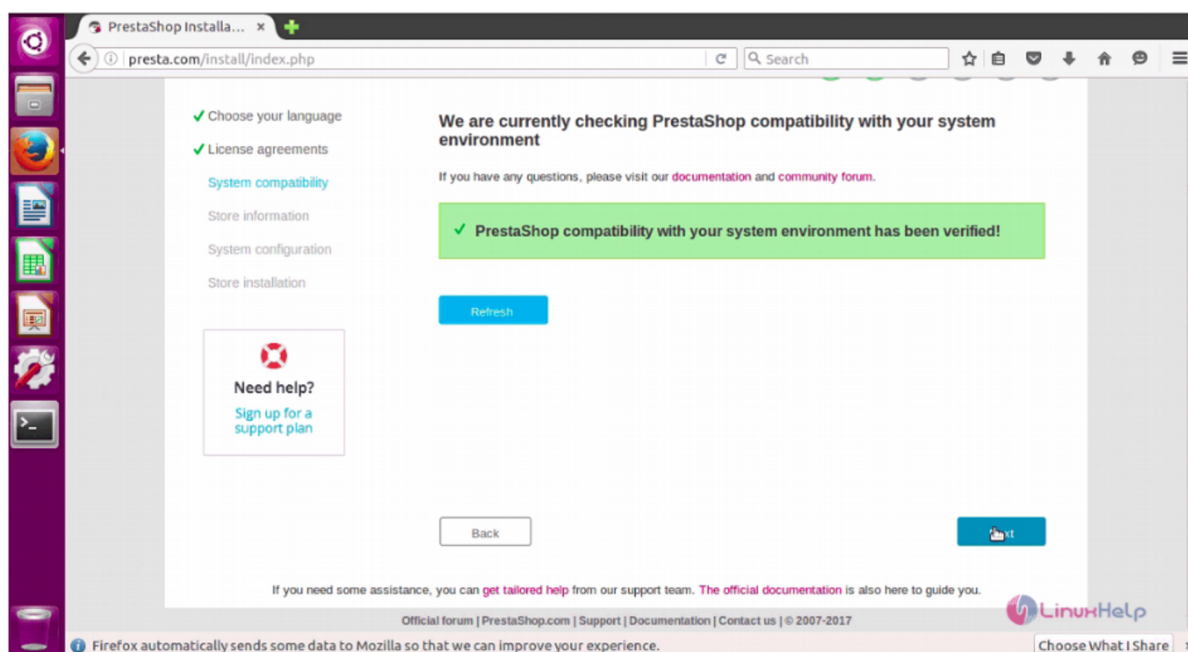 PrestaShop Installa...
presta.com/install/index.php
Search
Choose your language
License agreements
System compatibility
Store information
System configuration
Store installation
Need help?
Sign up for a
support plan
We are currently checking PrestaShop compatibility with your system
environment
If you have any questions, please visit our documentation and community forum.
PrestaShop compatibility with your system environment has been verified!
Refresh
Back
If you need some assistance, you can get tailored help from our support team. The official documentation is also here to guide you.
Official forum | PrestaShop.com | Support | Documentation | Contact us | © 2007-2017
LinuxHelp
Firefox automatically sends some data to Mozilla so that we can improve your experience.
Choose What I Share